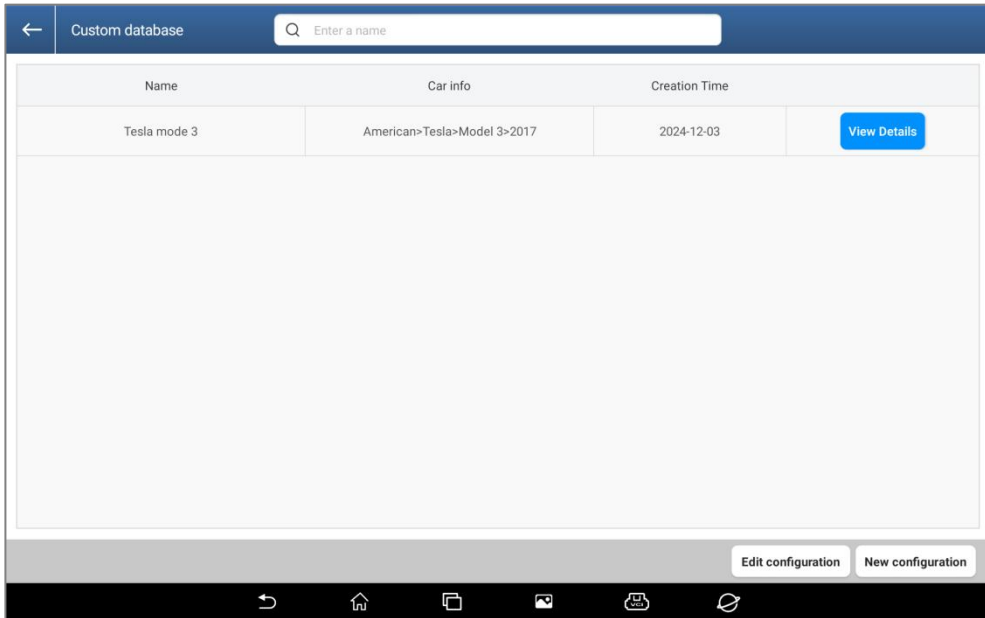 Custom database
Enter a name
Name Car info Creation Time
Tesla mode 3 American>Tesla>Model 3>2017 2024-12-03 View Details
Edit configuration New configuration
VCI